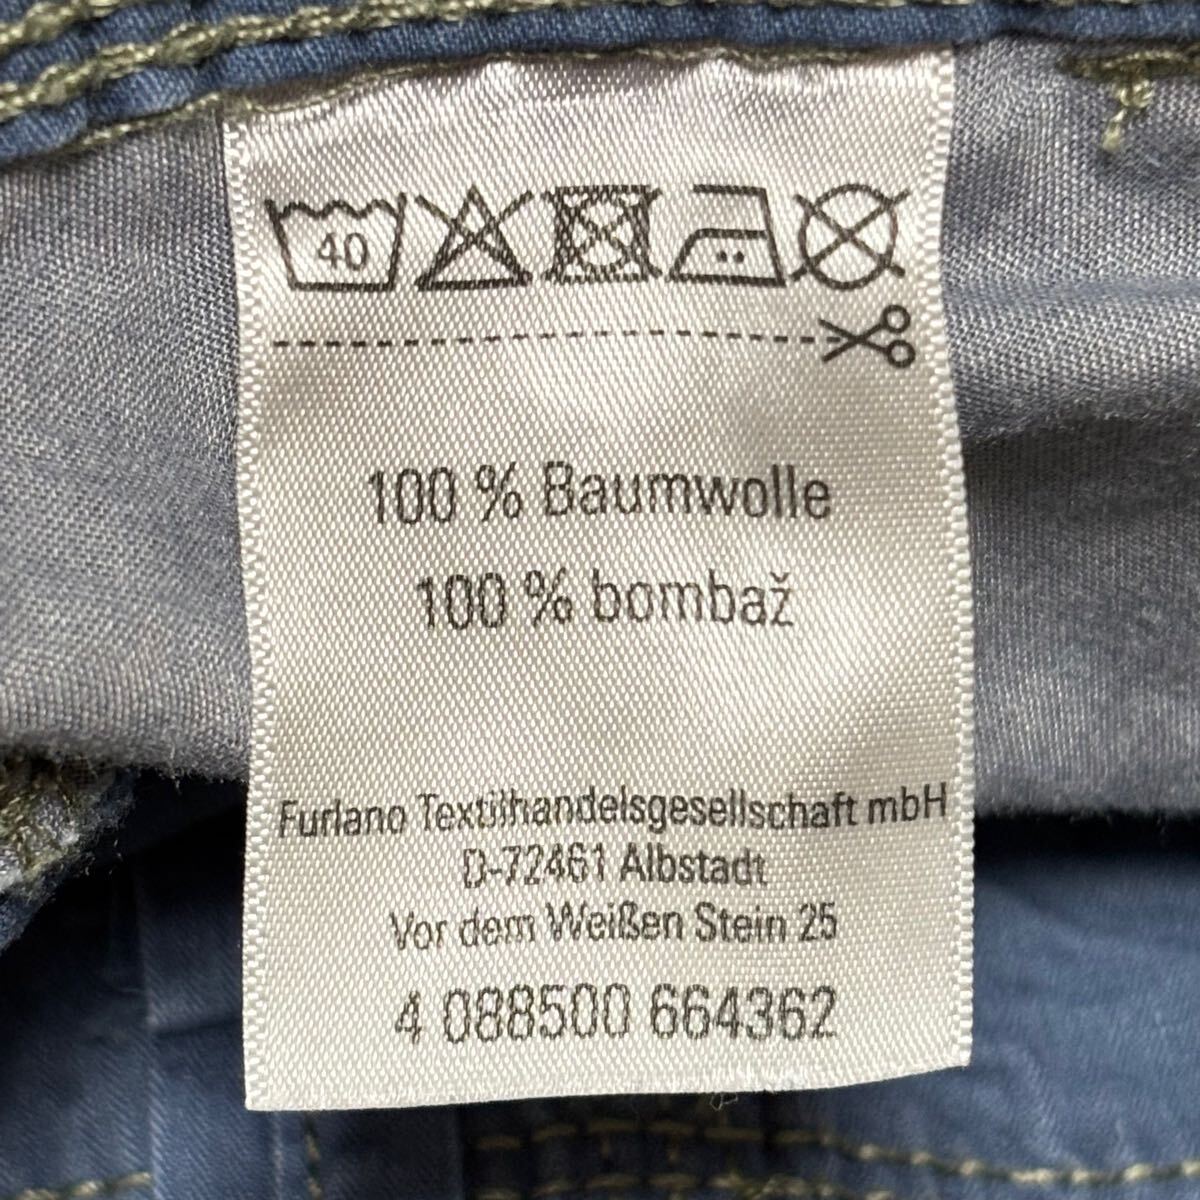 40
100 % Baumwolle
100 % bombaž
Furlano Textilhandelsgesellschaft mbH
D-72461 Albstadt
Vor dem Weißen Stein 25
4 088500 664362